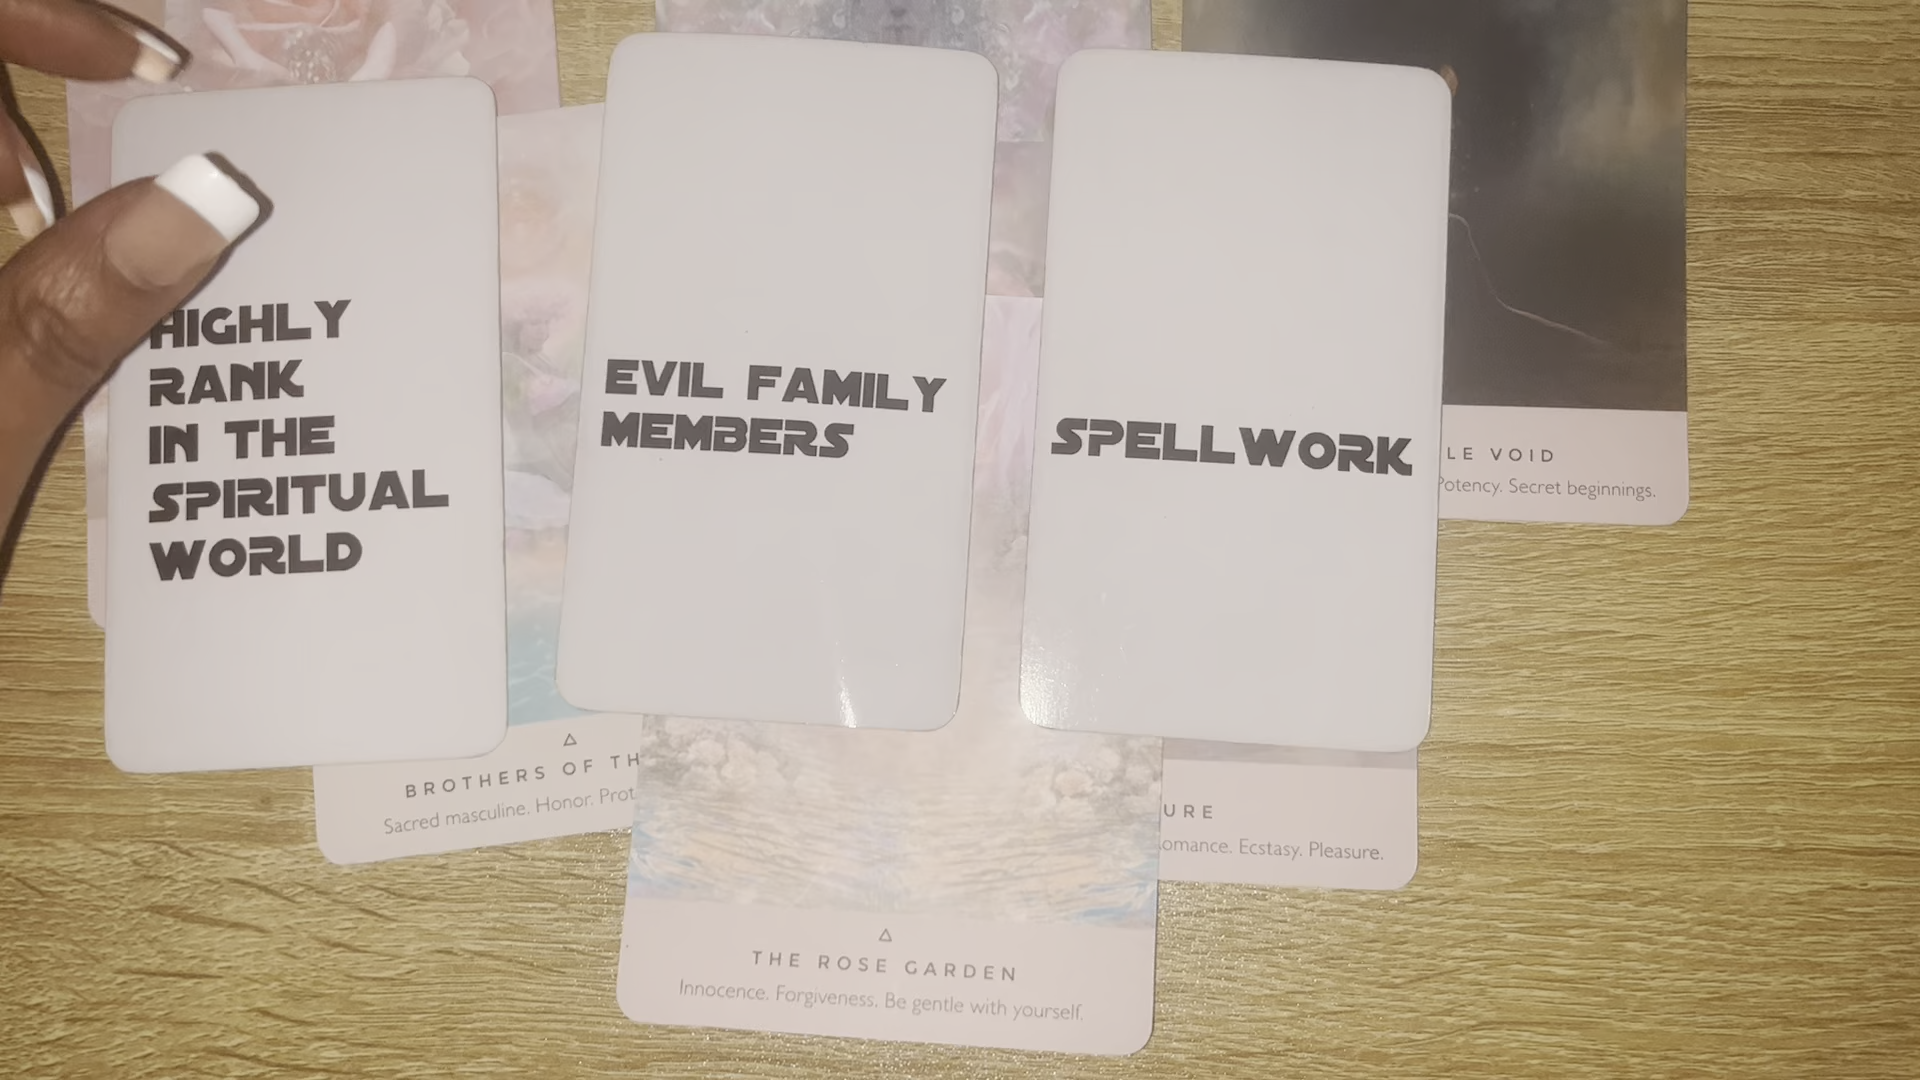 HIGHLY
RANK
IN THE
SPIRITUAL
WORLD
EVIL FAMILY
MEMBERS
SPELLWORK
LE VOID
Potency. Secret beginnings.
BROTHERS OF TH
Sacred masculine. Honor. Prot
URE
omance. Ecstasy. Pleasure.
THE ROSE GARDEN
Innocence. Forgiveness. Be gentle with yourself.